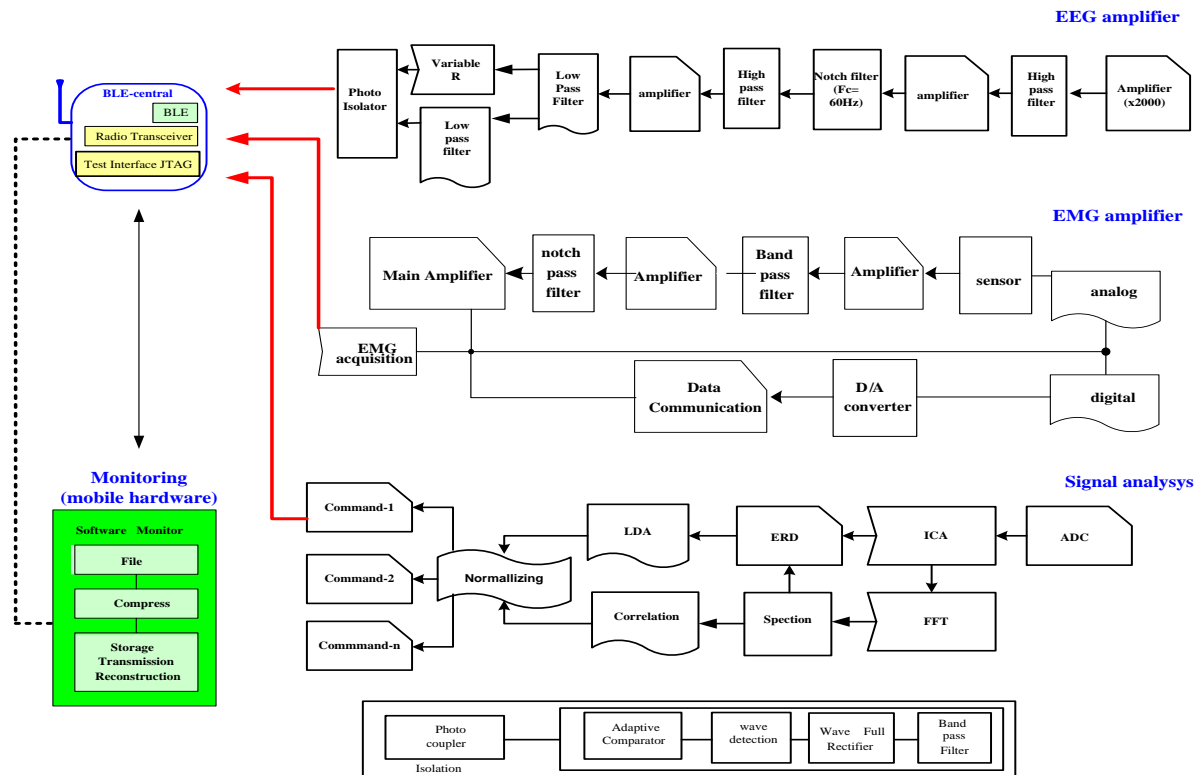 EEG amplifier
BLE-central
BLE
Radio Transceiver
Test Interface JTAG
Photo
Isolator
Variable
R
Low
pass
filter
Low
Pass
Filter
amplifier
High
pass
filter
Notch filter
(Fc=
60Hz)
amplifier
High
pass
filter
Amplifier
(x2000)
EMG amplifier
Main Amplifier
notch
pass
filter
Amplifier
Band
pass
filter
Amplifier
sensor
analog
EMG
acquisition
Data
Communication
D/A
converter
digital
Monitoring
(mobile hardware)
Software Monitor
File
Compress
Storage
Transmission
Reconstruction
Signal analysys
Command-1
Command-2
Commmand-n
Normallizing
LDA
Correlation
ERD
Spection
ICA
FFT
ADC
Photo
coupler
Isolation
Adaptive
Comparator
wave
detection
Wave Full
Rectifier
Band
pass
Filter